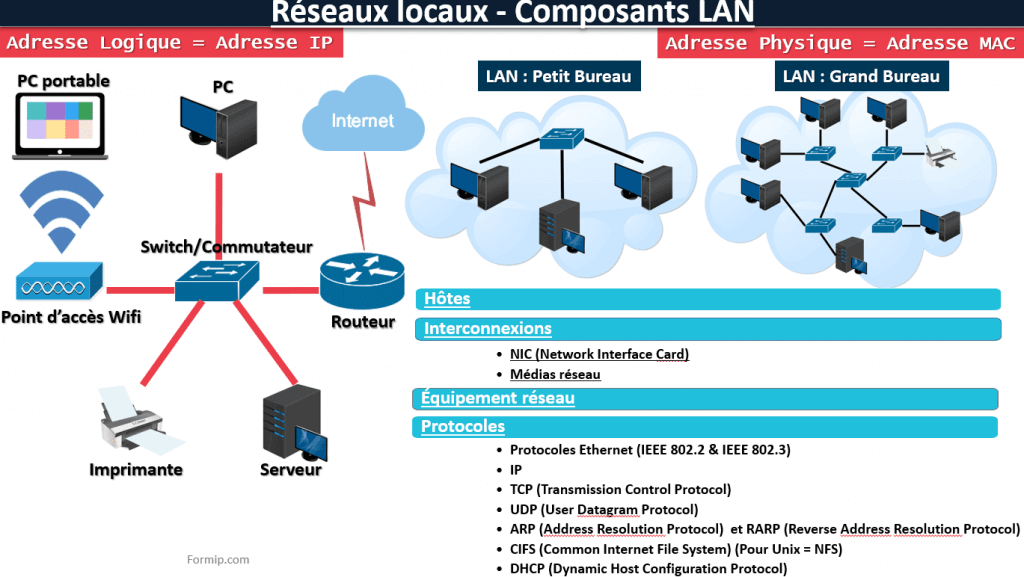 Réseaux locaux - Composants LAN
Adresse Logique = Adresse IP
Adresse Physique = Adresse MAC
PC portable
PC
Internet
Switch/Commutateur
Point d'accès Wifi
Routeur
Imprimante
Serveur
Formip.com
LAN : Petit Bureau
LAN : Grand Bureau
Hôtes
Interconnexions
• NIC (Network Interface Card)
• Médias réseau
Équipement réseau
Protocoles
• Protocoles Ethernet (IEEE 802.2 & IEEE 802.3)
• IP
• TCP (Transmission Control Protocol)
• UDP (User Datagram Protocol)
• ARP (Address Resolution Protocol) et RARP (Reverse Address Resolution Protocol)
• CIFS (Common Internet File System) (Pour Unix = NFS)
• DHCP (Dynamic Host Configuration Protocol)